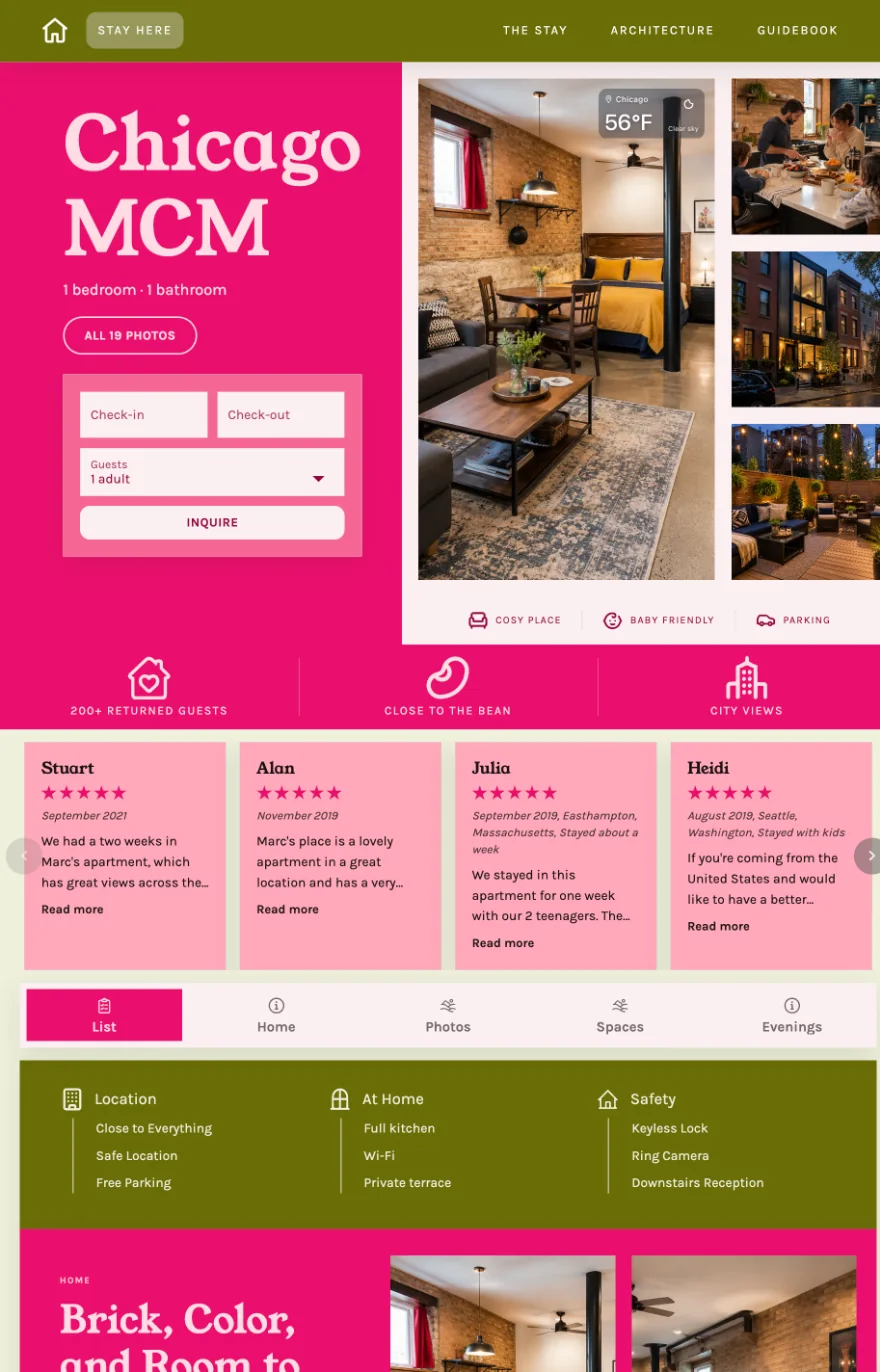 STAY HERE
THE STAY
ARCHITECTURE
GUIDEBOOK
Chicago
MCM
1 bedroom · 1 bathroom
ALL 19 PHOTOS
Check-in
Check-out
Guests
1 adult
INQUIRE
Chicago
56°F
Clear sky
COSY PLACE
BABY FRIENDLY
PARKING
200+ RETURNED GUESTS
CLOSE TO THE BEAN
CITY VIEWS
Stuart
September 2021
We had a two weeks in
Marc's apartment, which
has great views across the...
Read more
Alan
November 2019
Marc's place is a lovely
apartment in a great
location and has a very...
Read more
Julia
September 2019, Easthampton,
Massachusetts, Stayed about a
week
We stayed in this
apartment for one week
with our 2 teenagers. The...
Read more
Heidi
August 2019, Seattle,
Washington, Stayed with kids
If you're coming from the
United States and would
like to have a better...
Read more
List
Home
Photos
Spaces
Evenings
Location
Close to Everything
Safe Location
Free Parking
At Home
Full kitchen
Wi-Fi
Private terrace
Safety
Keyless Lock
Ring Camera
Downstairs Reception
HOME
Brick, Color,
and Room to